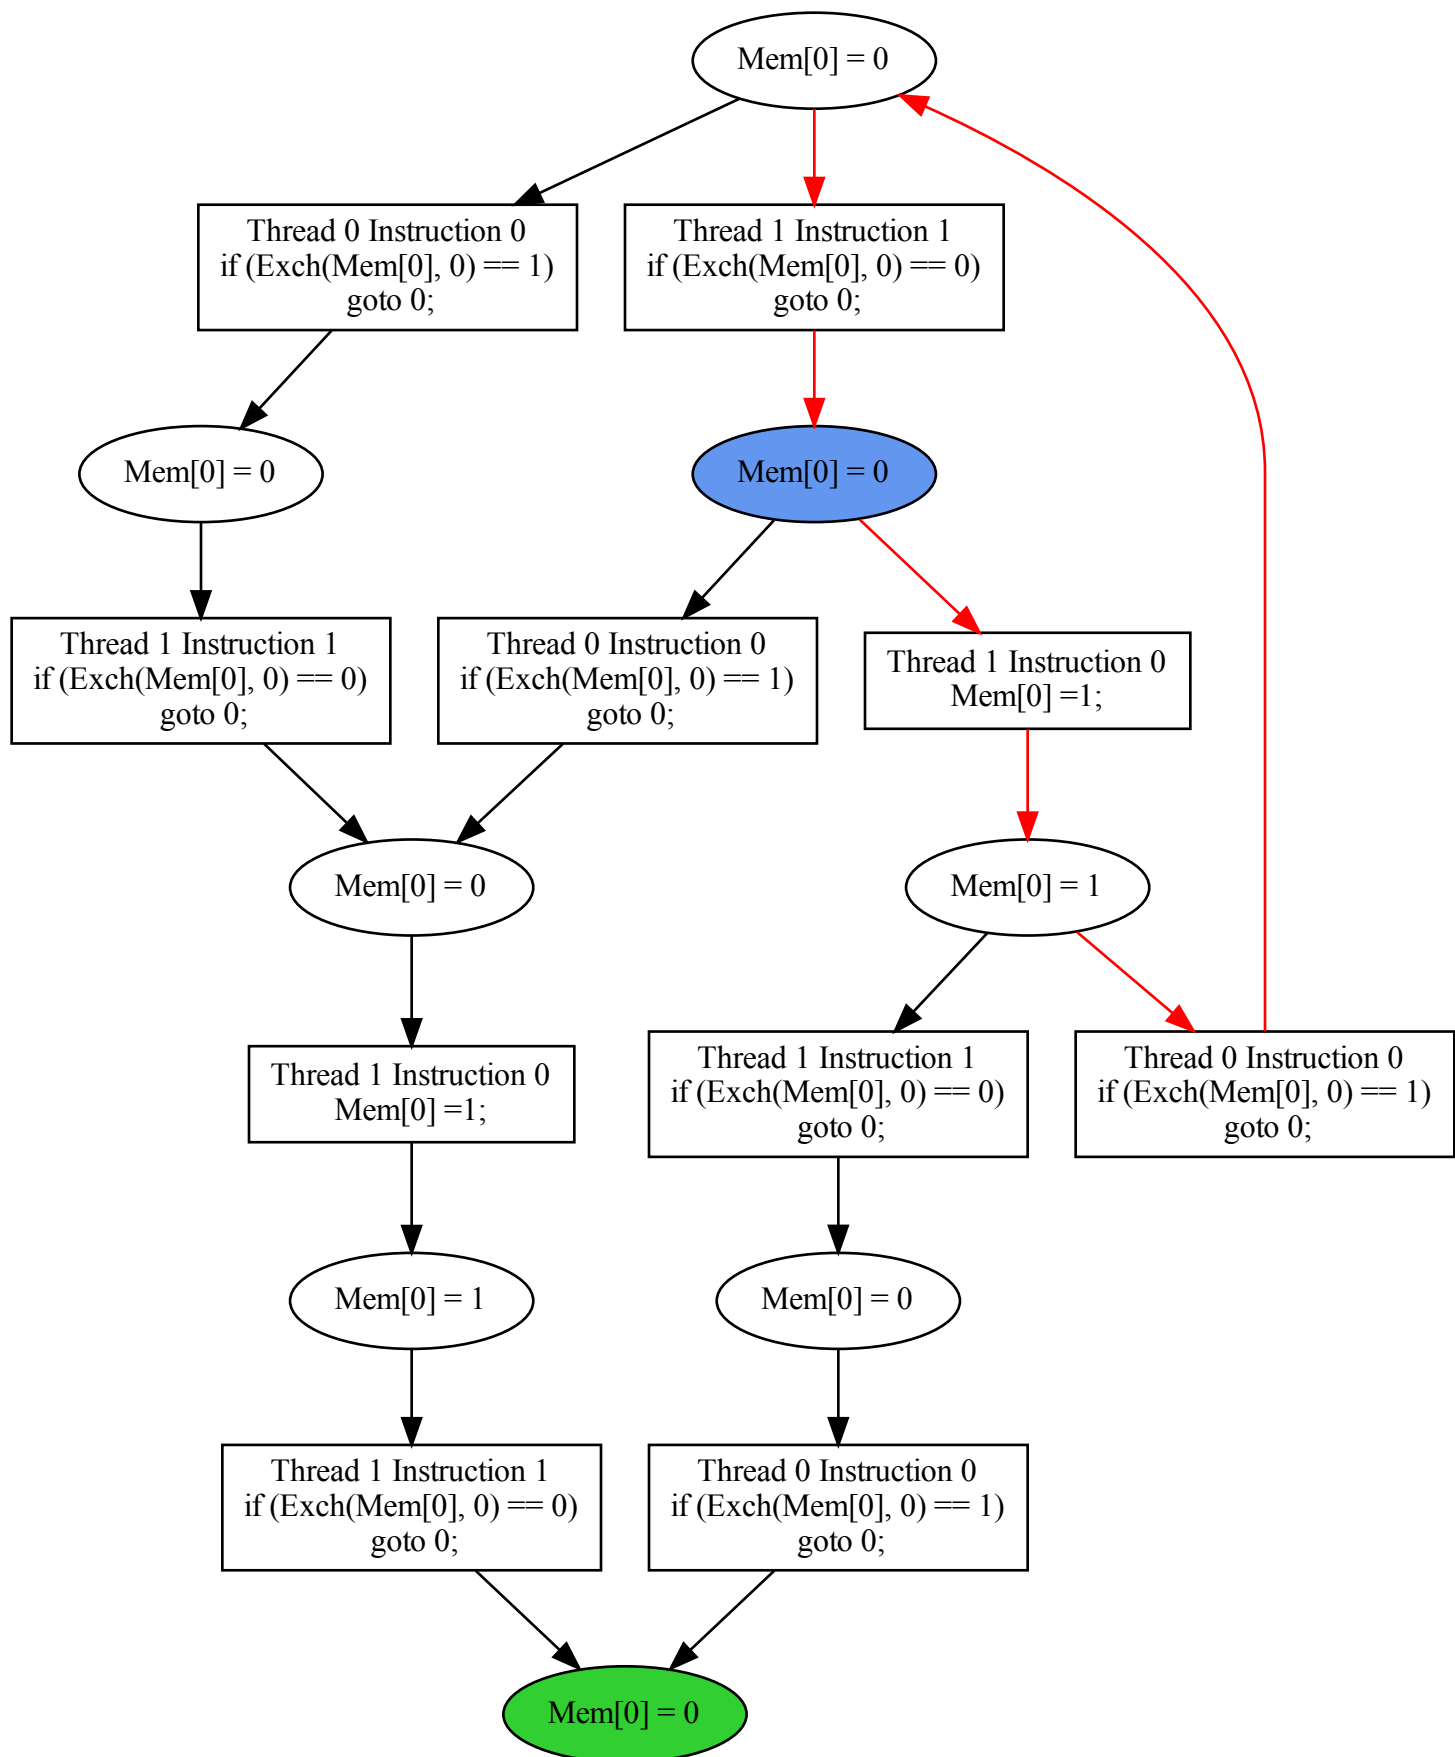 Mem[0] = 0
Thread 0 Instruction 0
if (Exch(Mem[0], 0) == 1)
goto 0;
Thread 1 Instruction 1
if (Exch(Mem[0], 0) == 0)
goto 0;
Mem[0] = 0
Mem[0] = 0
Thread 1 Instruction 1
if (Exch(Mem[0], 0) == 0)
goto 0;
Thread 0 Instruction 0
if (Exch(Mem[0], 0) == 1)
goto 0;
Thread 1 Instruction 0
Mem[0] =1;
Mem[0] = 0
Mem[0] = 1
Thread 1 Instruction 0
Mem[0] =1;
Thread 1 Instruction 1
if (Exch(Mem[0], 0) == 0)
goto 0;
Thread 0 Instruction 0
if (Exch(Mem[0], 0) == 1)
goto 0;
Mem[0] = 1
Mem[0] = 0
Thread 1 Instruction 1
if (Exch(Mem[0], 0) == 0)
goto 0;
Thread 0 Instruction 0
if (Exch(Mem[0], 0) == 1)
goto 0;
Mem[0] = 0